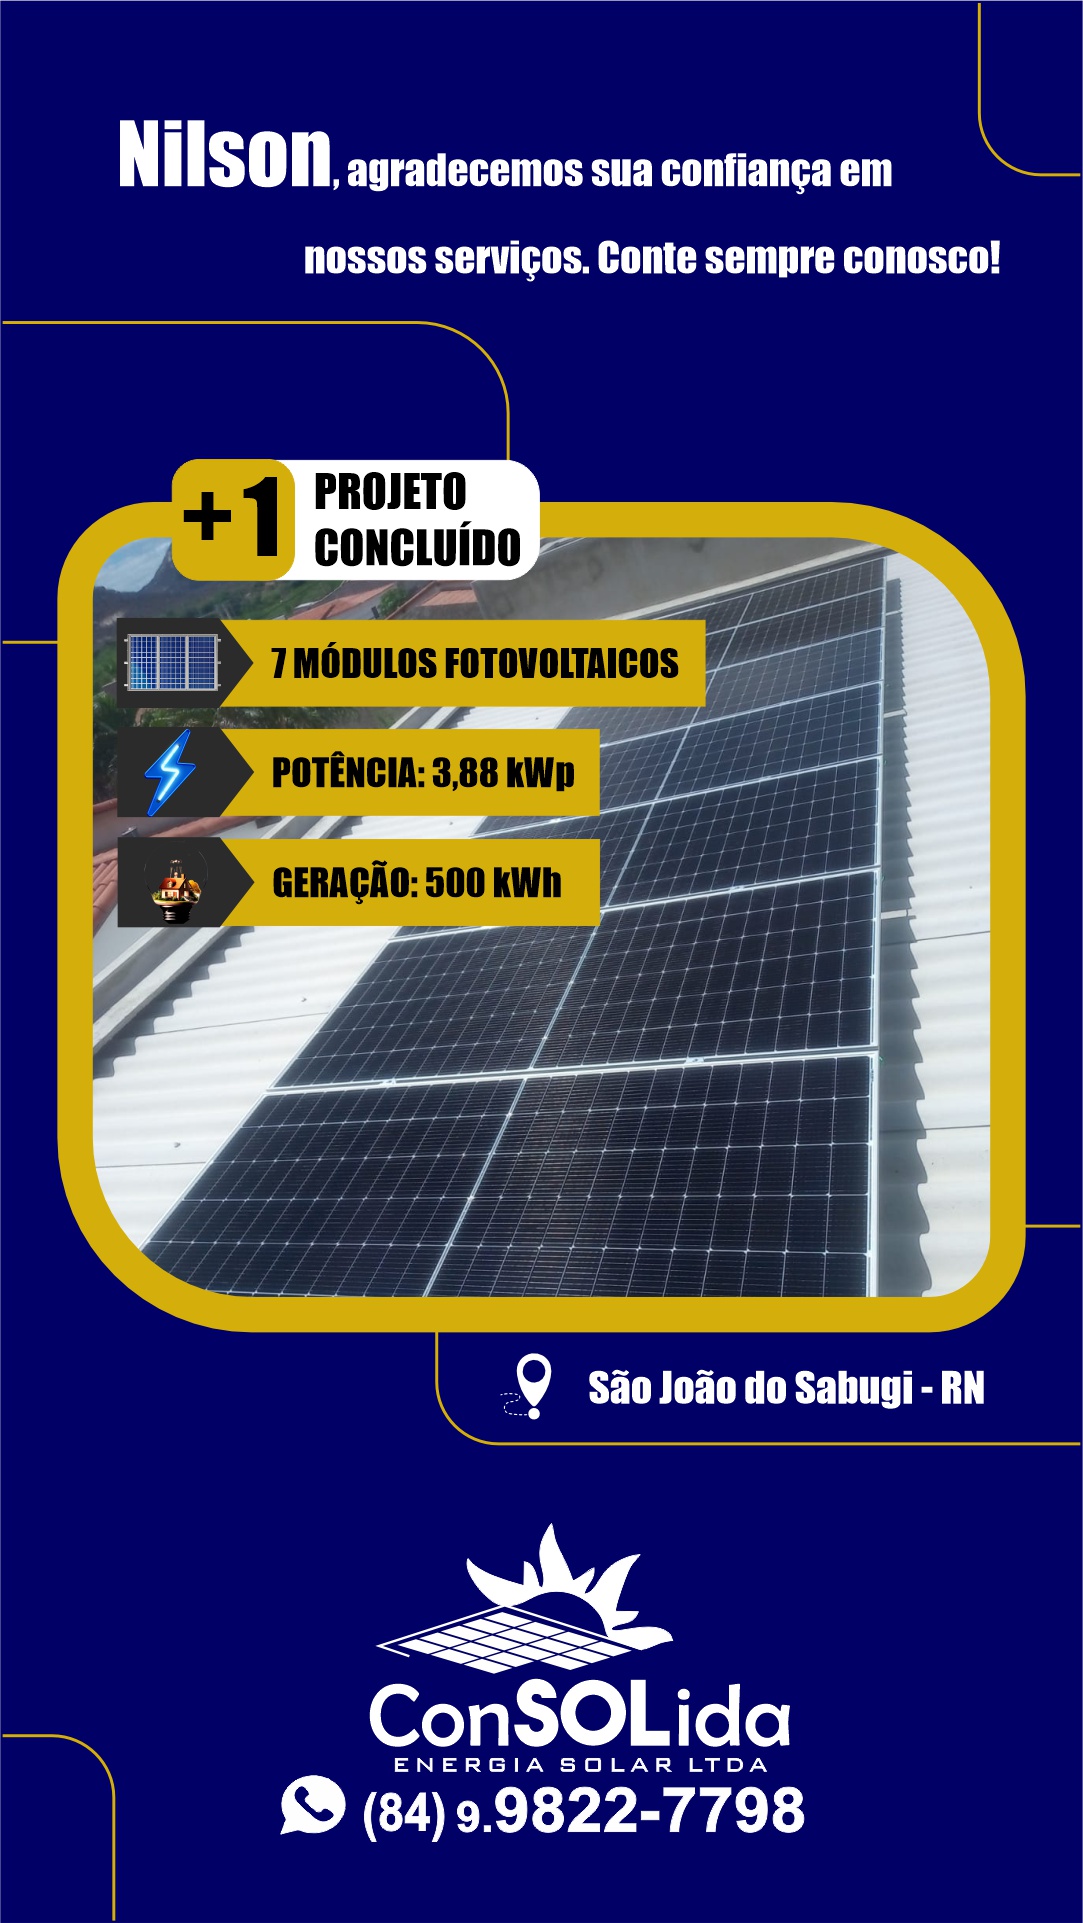 Nilson, agradecemos sua confiança em
nossos serviços. Conte sempre conosco!
+1
PROJETO
CONCLUÍDO
7 MÓDULOS FOTOVOLTAICOS
POTÊNCIA: 3,88 kWp
GERAÇÃO: 500 kWh
São João do Sabugi - RN
ConSOLida
ENERGIA SOLAR LTDA
(84) 9.9822-7798